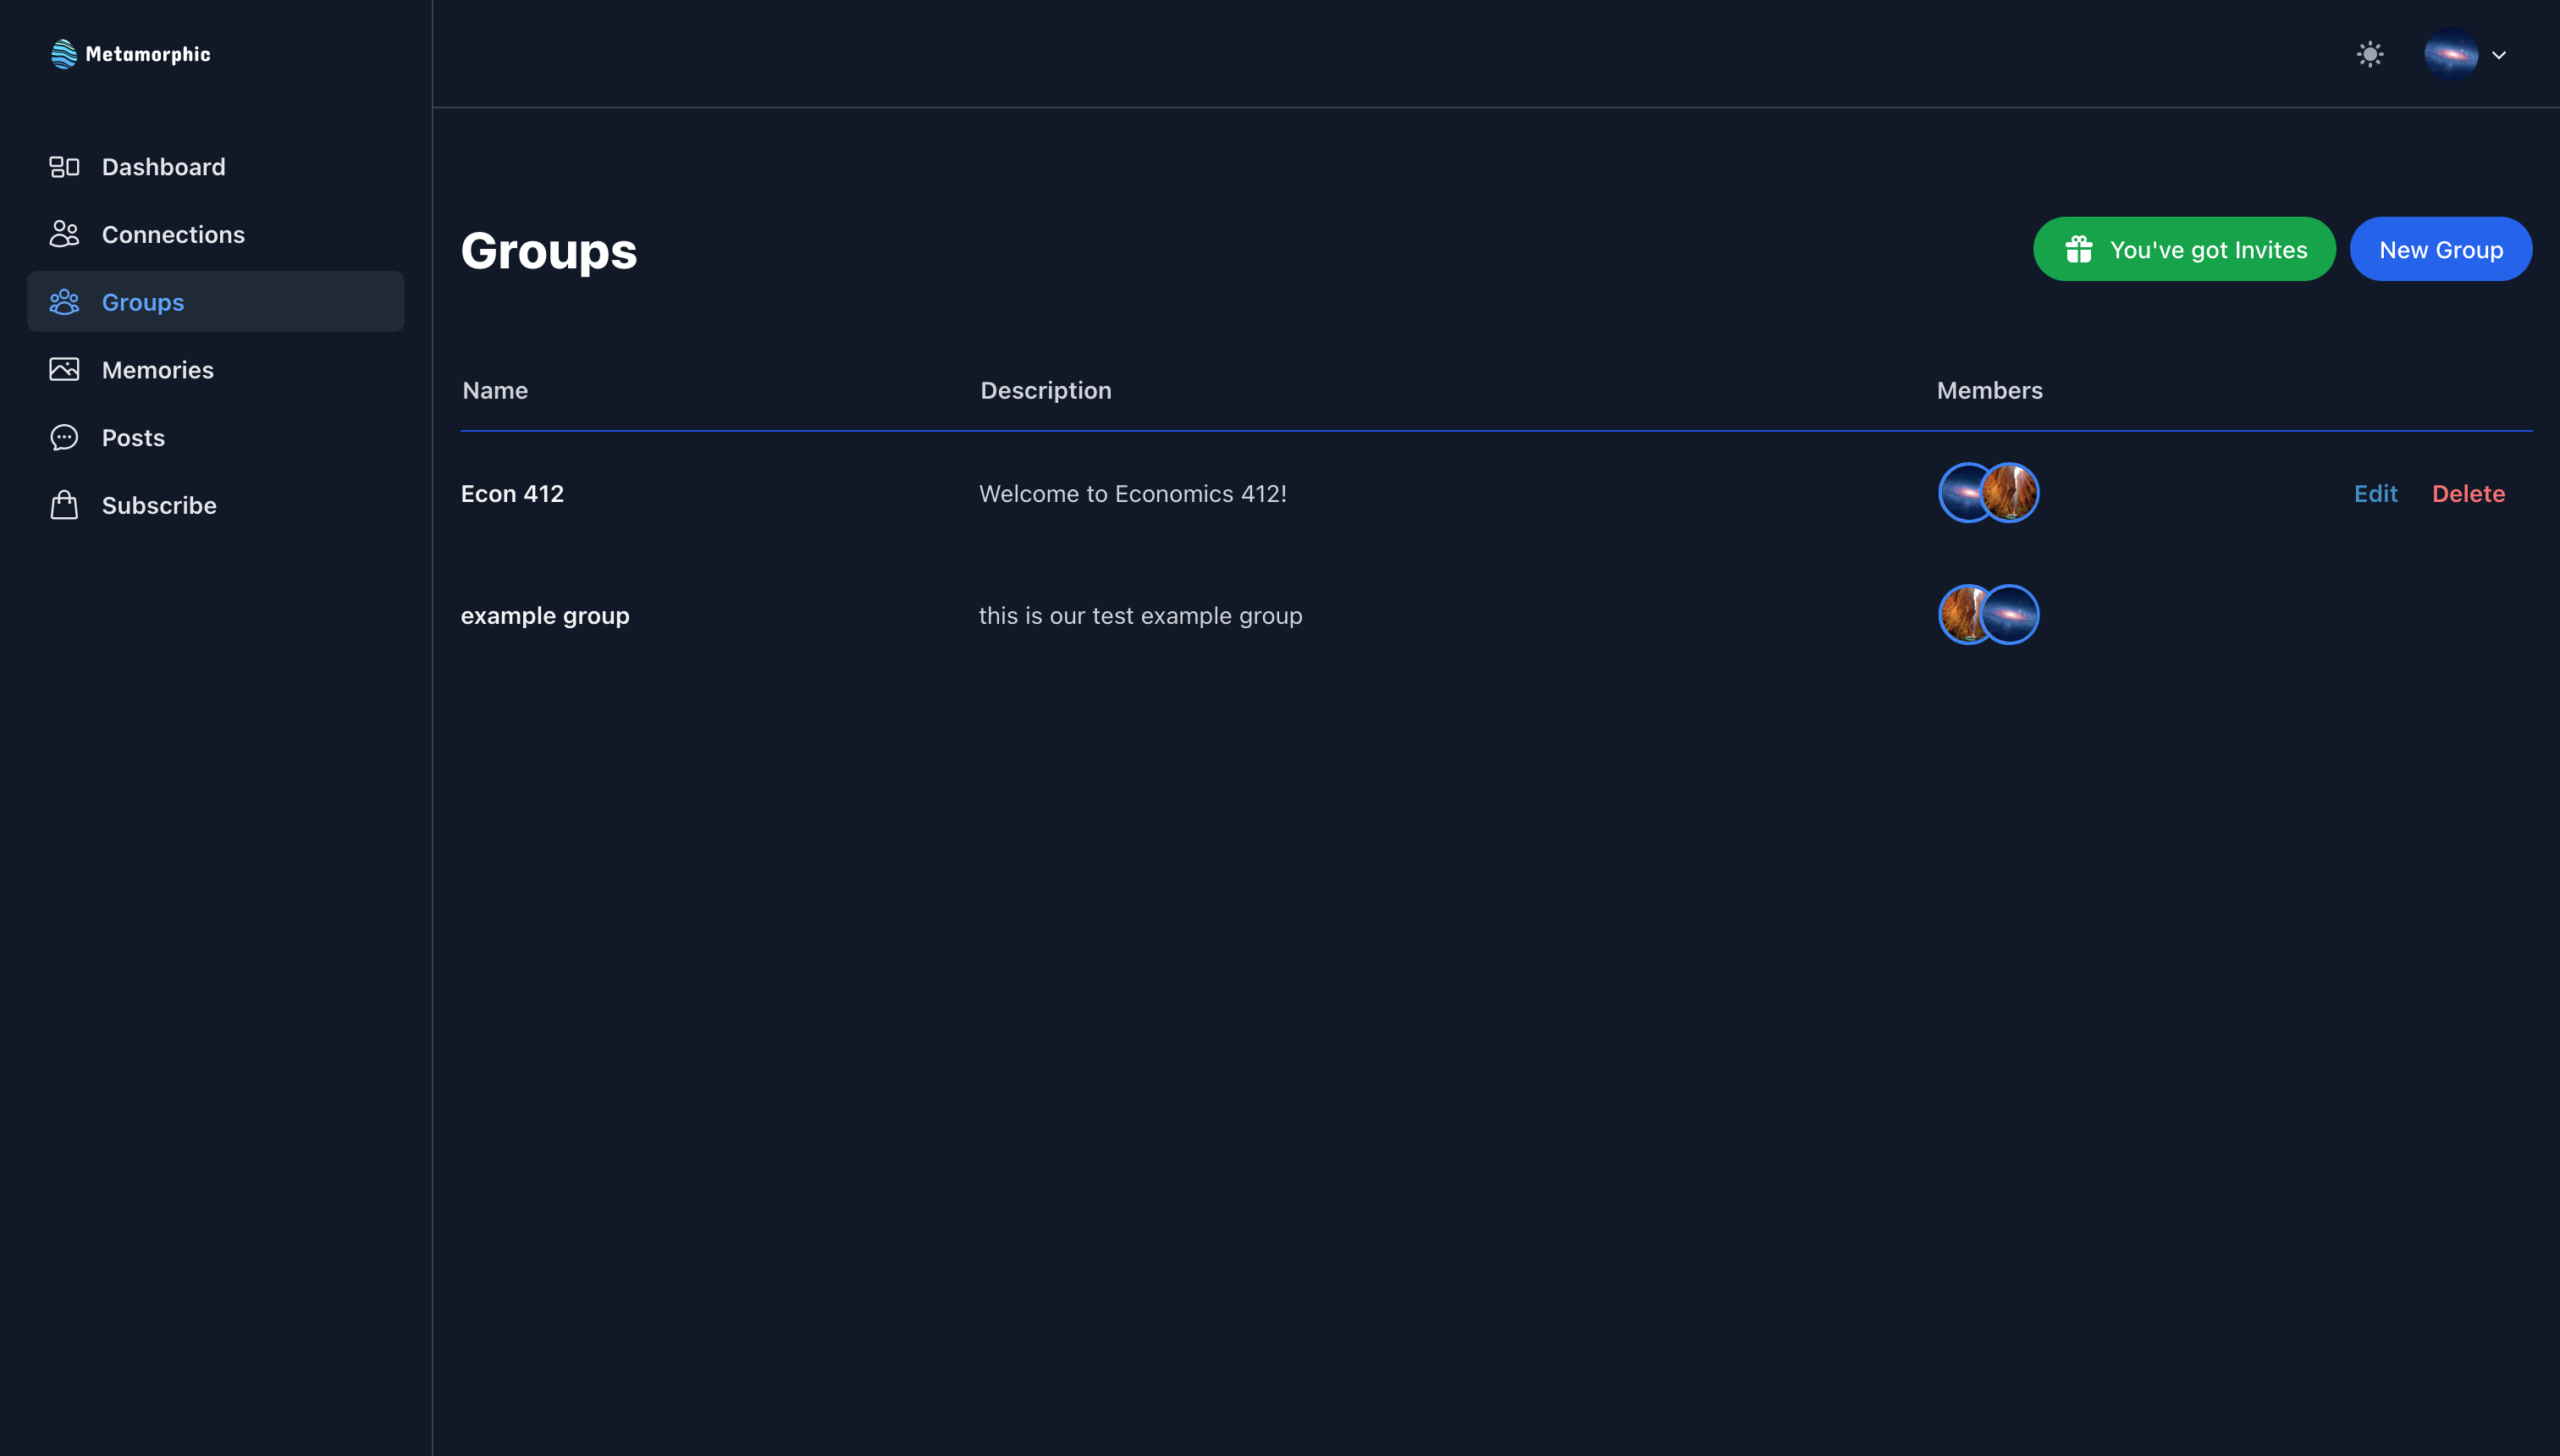 Metamorphic
Dashboard
Connections
Groups
Memories
Posts
Subscribe
Groups
You've got Invites
New Group
Name Description Members
Econ 412 Welcome to Economics 412! Edit Delete
example group this is our test example group